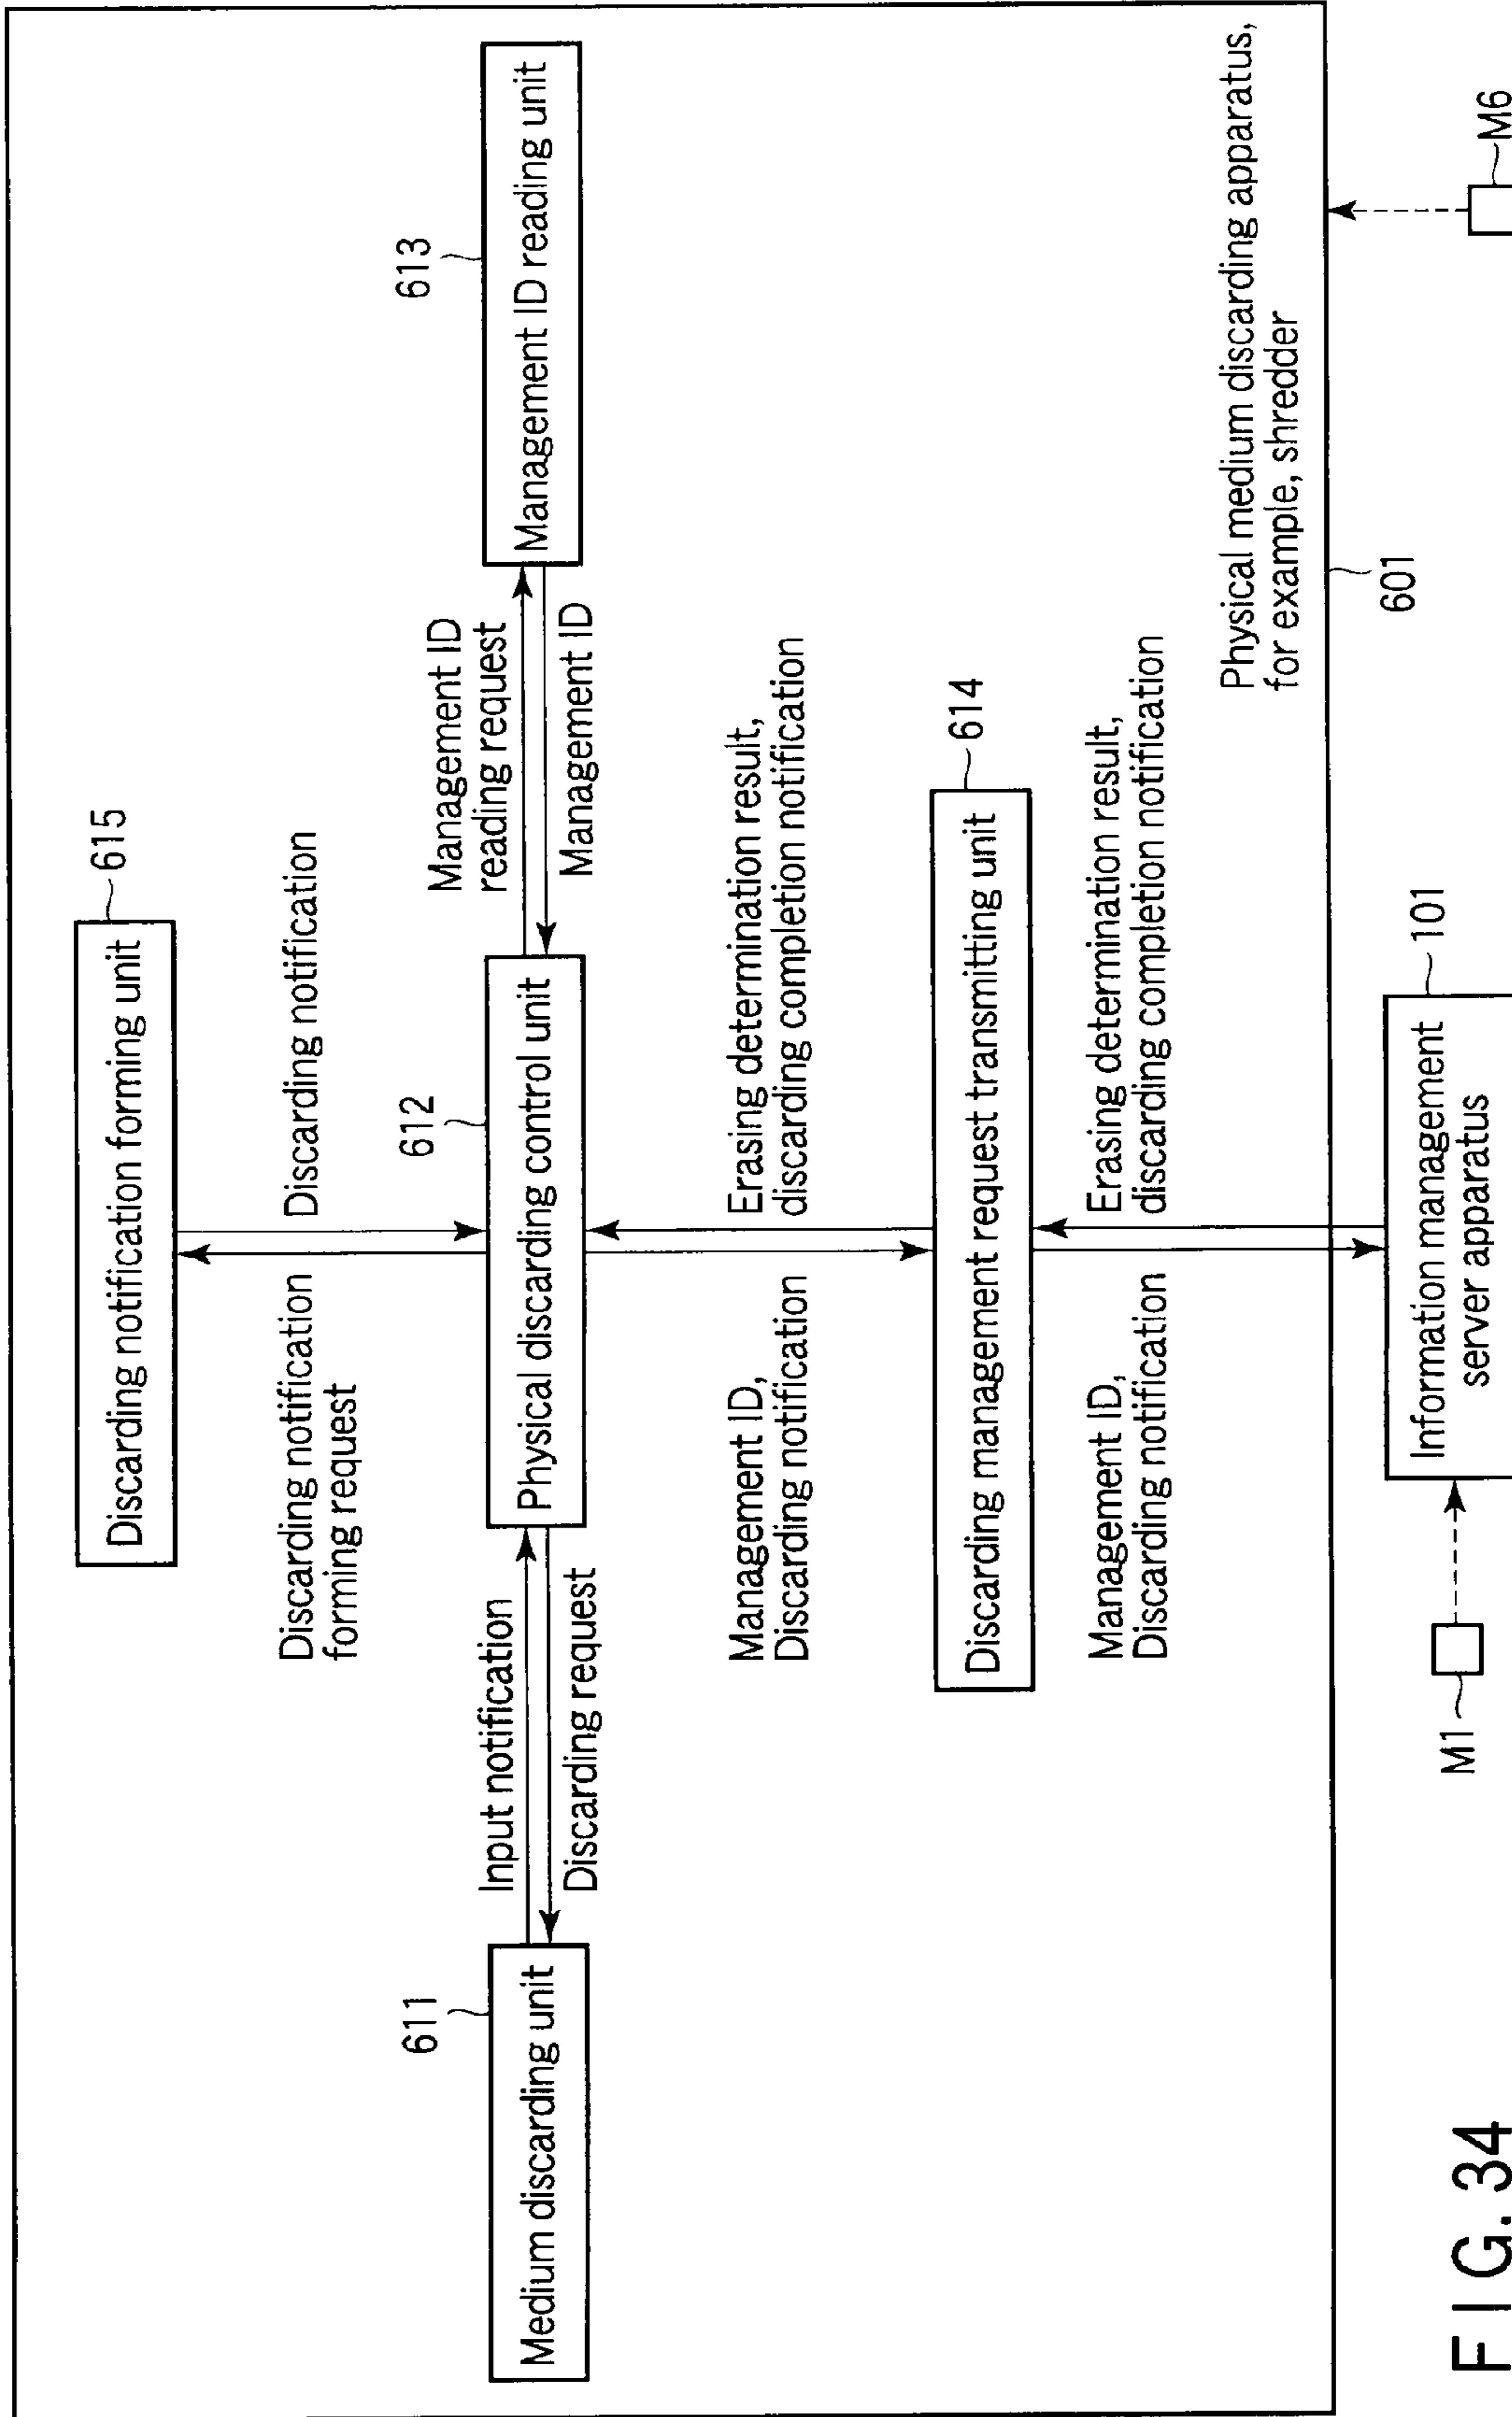 615
Discarding notification forming unit
Discarding notification
forming request
Discarding notification
611
Medium discarding unit
Input notification
Discarding request
612
Physical discarding control unit
Management ID
reading request
Management ID
613
Management ID reading unit
Management ID,
Discarding notification
Erasing determination result,
discarding completion notification
614
Discarding management request transmitting unit
Management ID,
Discarding notification
Erasing determination result,
discarding completion notification
Physical medium discarding apparatus,
for example, shredder
601
M1
Information management
server apparatus
101
M6
FIG. 34